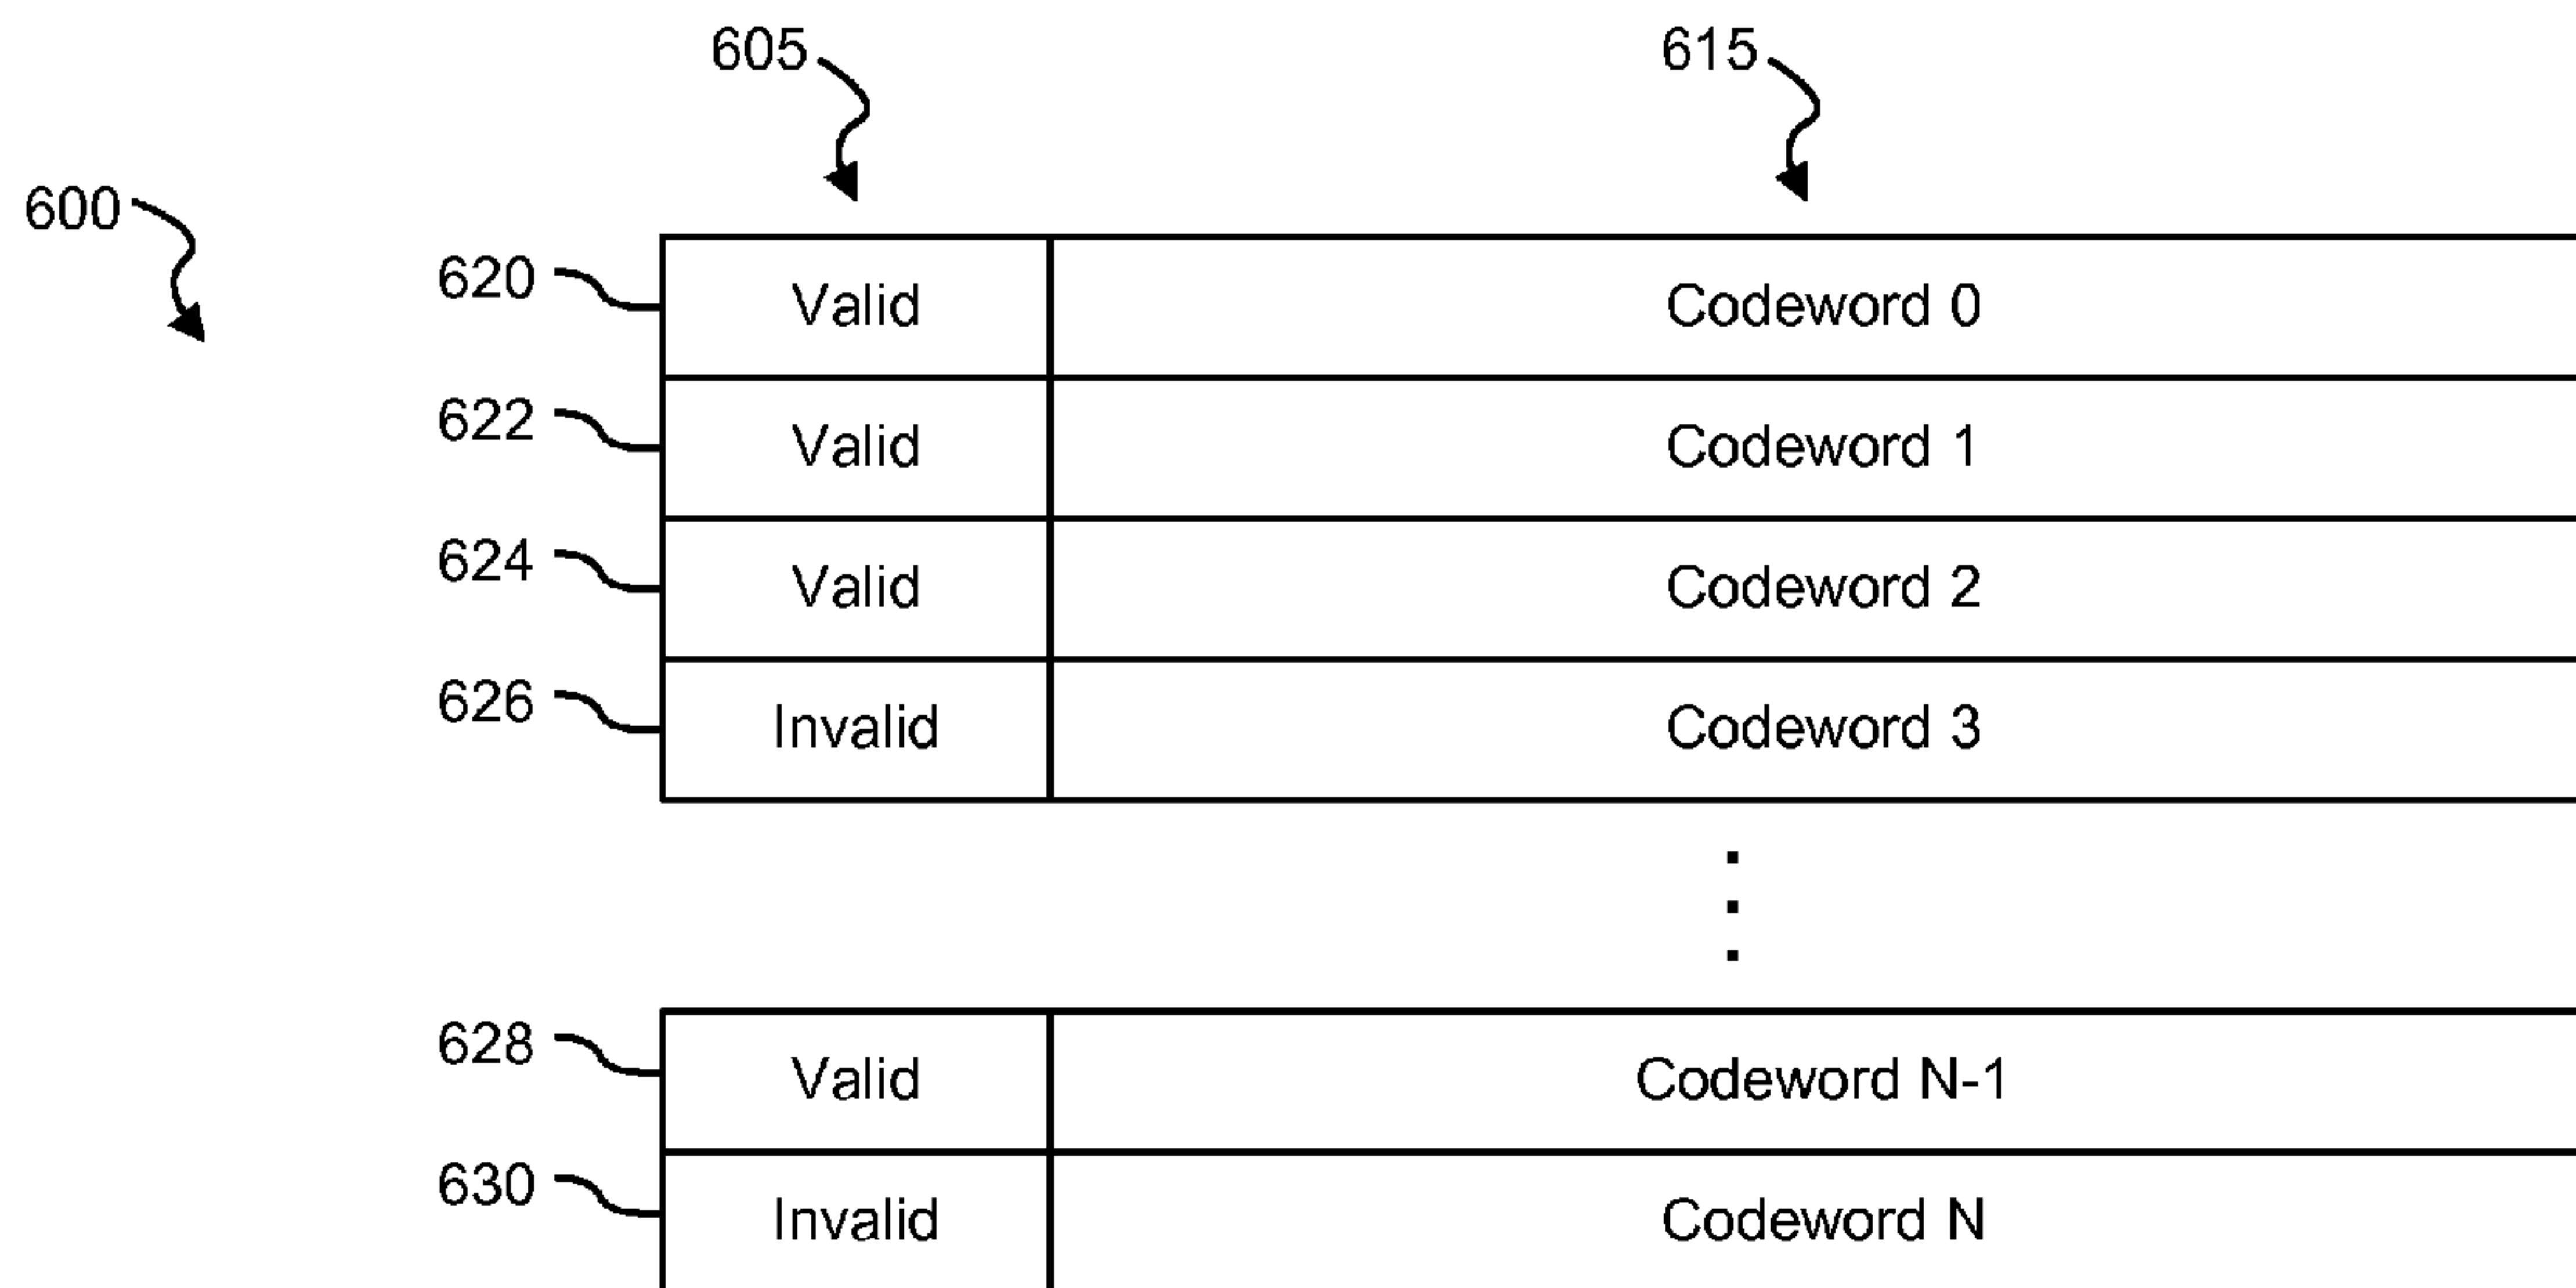 605 615
600
620 Valid Codeword 0
622 Valid Codeword 1
624 Valid Codeword 2
626 Invalid Codeword 3
628 Valid Codeword N-1
630 Invalid Codeword N